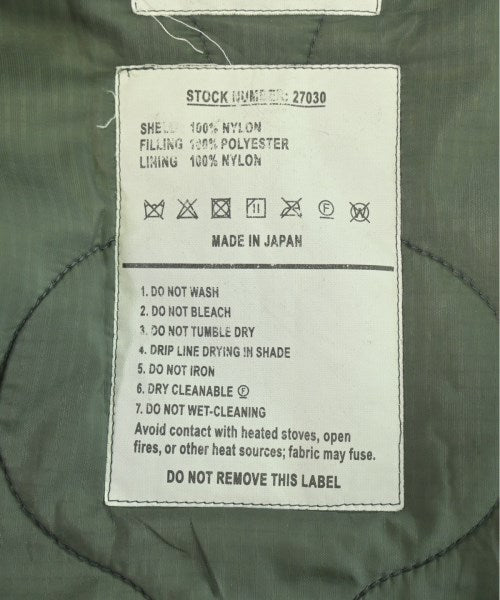 STOCK NUMBER: 27030
SHELL 100% NYLON
FILLING 100% POLYESTER
LINING 100% NYLON
MADE IN JAPAN
1. DO NOT WASH
2. DO NOT BLEACH
3. DO NOT TUMBLE DRY
4. DRIP LINE DRYING IN SHADE
5. DO NOT IRON
6. DRY CLEANABLE Ⓕ
7. DO NOT WET-CLEANING
Avoid contact with heated stoves, open
fires, or other heat sources; fabric may fuse.
DO NOT REMOVE THIS LABEL